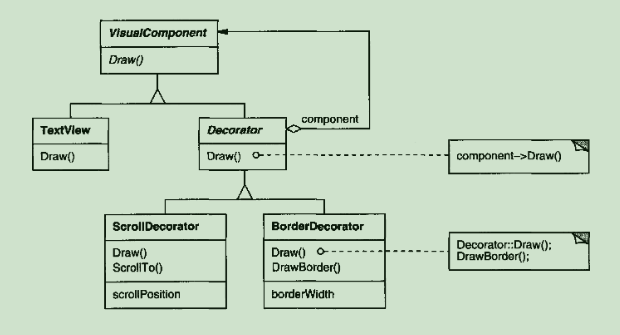 VisualComponent
Draw()
component
TextView
Draw()
Decorator
Draw()
component–>Draw()
ScrollDecorator
Draw()
ScrollTo()
scrollPosition
BorderDecorator
Draw()
DrawBorder()
borderWidth
Decorator::Draw();
DrawBorder();